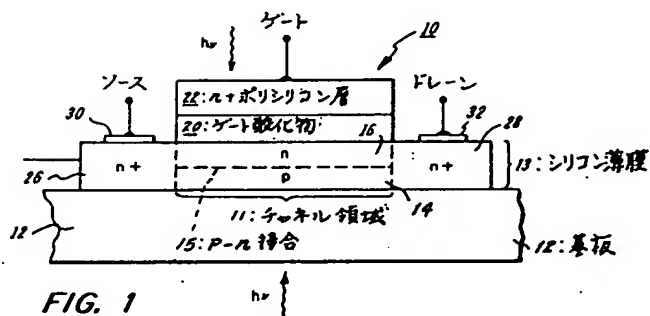 ゲート
hν
10
ソース
ドレーン
22:n+ポリシリコン層
30
20:ゲート酸化物
16
32
28
n+
n
n+
13:シリコン薄膜
26
p
14
11:チャネル領域
12
15:p-n接合
12:基板
FIG. 1
hν